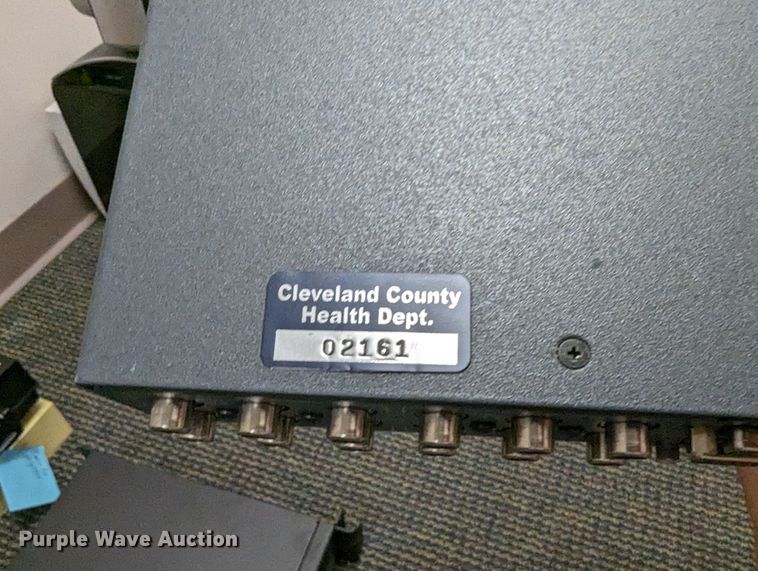 Cleveland County
Health Dept.
02161
Purple Wave Auction